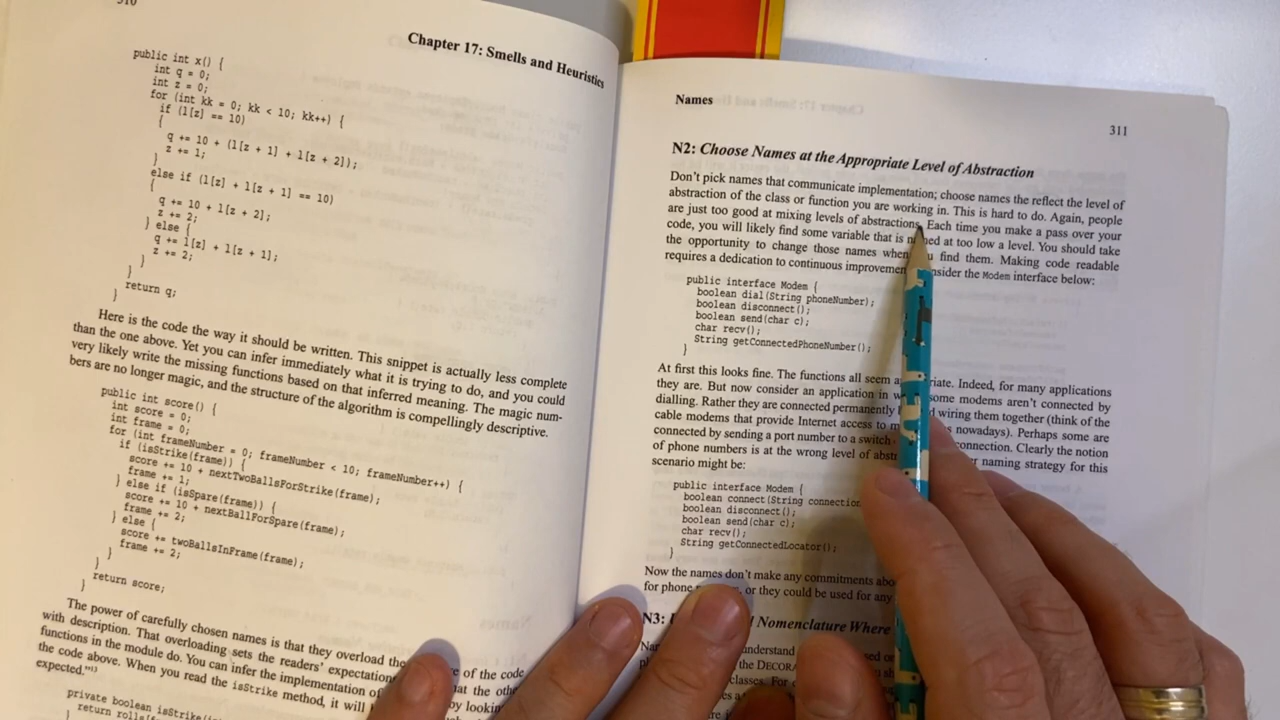 310
Chapter 17: Smells and Heuristics
public int x() {
int q = 0;
int z = 0;
for (int kk = 0; kk < 10; kk++) {
if (l[z] == 10)
{
q += 10 + (l[z + 1] + l[z + 2]);
z += 1;
}
else if (l[z] + l[z + 1] == 10)
{
q += 10 + l[z + 2];
z += 2;
} else {
q += l[z] + l[z + 1];
z += 2;
}
}
return q;
}
Here is the code the way it should be written. This snippet is actually less complete
than the one above. Yet you can infer immediately what it is trying to do, and you could
very likely write the missing functions based on that inferred meaning. The magic num-
bers are no longer magic, and the structure of the algorithm is compellingly descriptive.
public int score() {
int score = 0;
int frame = 0;
for (int frameNumber = 0; frameNumber < 10; frameNumber++) {
if (isStrike(frame)) {
score += 10 + nextTwoBallsForStrike(frame);
frame += 1;
} else if (isSpare(frame)) {
score += 10 + nextBallForSpare(frame);
frame += 2;
} else {
score += twoBallsInFrame(frame);
frame += 2;
}
}
return score;
}
The power of carefully chosen names is that they overload the of the code
with description. That overloading sets the readers' expectation at the other
functions in the module do. You can infer the implementation of by looking
the code above. When you read the isStrike method, it will
expected."13
private boolean isStrike(
return rolls[
Names
311
N2: Choose Names at the Appropriate Level of Abstraction
Don't pick names that communicate implementation; choose names the reflect the level of
abstraction of the class or function you are working in. This is hard to do. Again, people
are just too good at mixing levels of abstractions. Each time you make a pass over your
code, you will likely find some variable that is named at too low a level. You should take
the opportunity to change those names when find them. Making code readable
requires a dedication to continuous improvemen nsider the Modem interface below:
public interface Modem {
boolean dial(String phoneNumber);
boolean disconnect();
boolean send(char c);
char recv();
String getConnectedPhoneNumber();
}
At first this looks fine. The functions all seem a riate. Indeed, for many applications
they are. But now consider an application in w some modems aren't connected by
dialling. Rather they are connected permanently wiring them together (think of the
cable modems that provide Internet access to m s nowadays). Perhaps some are
connected by sending a port number to a switch connection. Clearly the notion
of phone numbers is at the wrong level of abst r naming strategy for this
scenario might be:
public interface Modem {
boolean connect(String connection
boolean disconnect();
boolean send(char c);
char recv();
String getConnectedLocator();
}
Now the names don't make any commitments abo
for phone , or they could be used for any
N3: Nomenclature Where
understand
the DECORA
classes. For